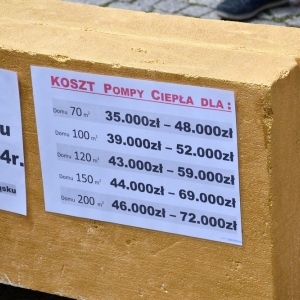 KOSZT POMPY CIEPŁA DLA :
Domu 70 m² 35.000zł – 48.000zł
Domu 100 m² 39.000zł – 52.000zł
Domu 120 m² 43.000zł – 59.000zł
Domu 150 m² 44.000zł – 69.000zł
Domu 200 m² 46.000zł – 72.000zł
u
4r.